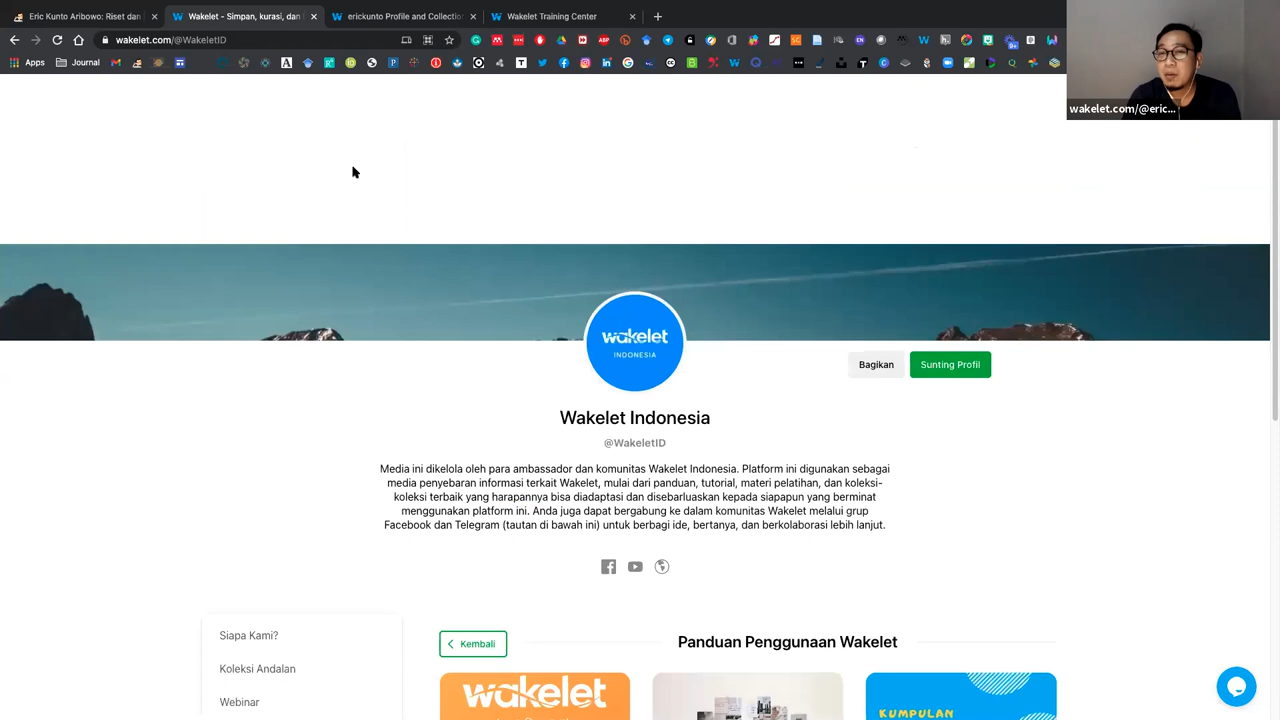 Eric Kunto Aribowo: Riset dan
Wakelet - Simpan, kurasi, dan
erickunto Profile and Collection
Wakelet Training Center
wakelet.com/@WakeletID
Apps
Journal
wakelet.com/@eric...
wakelet
INDONESIA
Bagikan
Sunting Profil
Wakelet Indonesia
@WakeletID
Media ini dikelola oleh para ambassador dan komunitas Wakelet Indonesia. Platform ini digunakan sebagai
media penyebaran informasi terkait Wakelet, mulai dari panduan, tutorial, materi pelatihan, dan koleksi-
koleksi terbaik yang harapannya bisa diadaptasi dan disebarluaskan kepada siapapun yang berminat
menggunakan platform ini. Anda juga dapat bergabung ke dalam komunitas Wakelet melalui grup
Facebook dan Telegram (tautan di bawah ini) untuk berbagi ide, bertanya, dan berkolaborasi lebih lanjut.
Siapa Kami?
Koleksi Andalan
Webinar
Kembali
Panduan Penggunaan Wakelet
wakelet
KUMPULAN